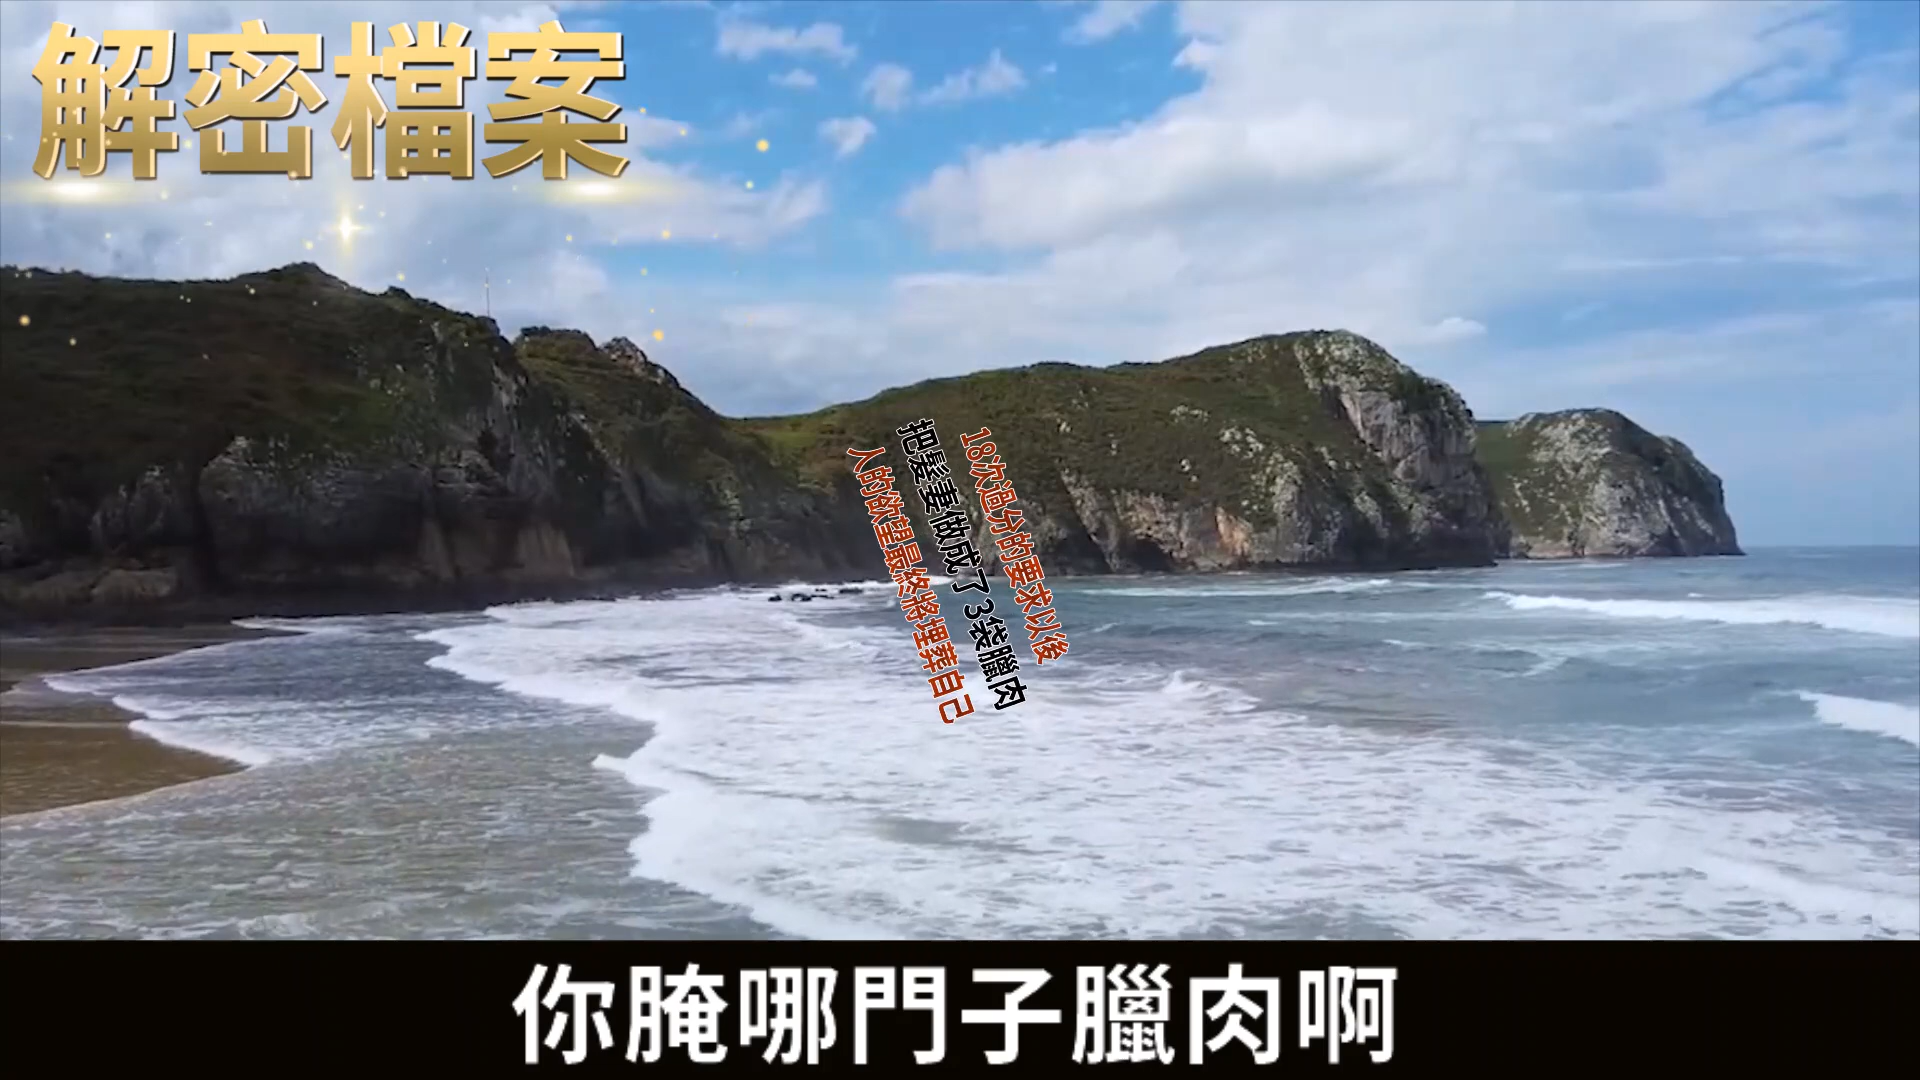 解密檔案
18次過分的要求以後
把髮妻做成了3袋臘肉
人的欲望最終將埋葬自己
你腌哪門子臘肉啊